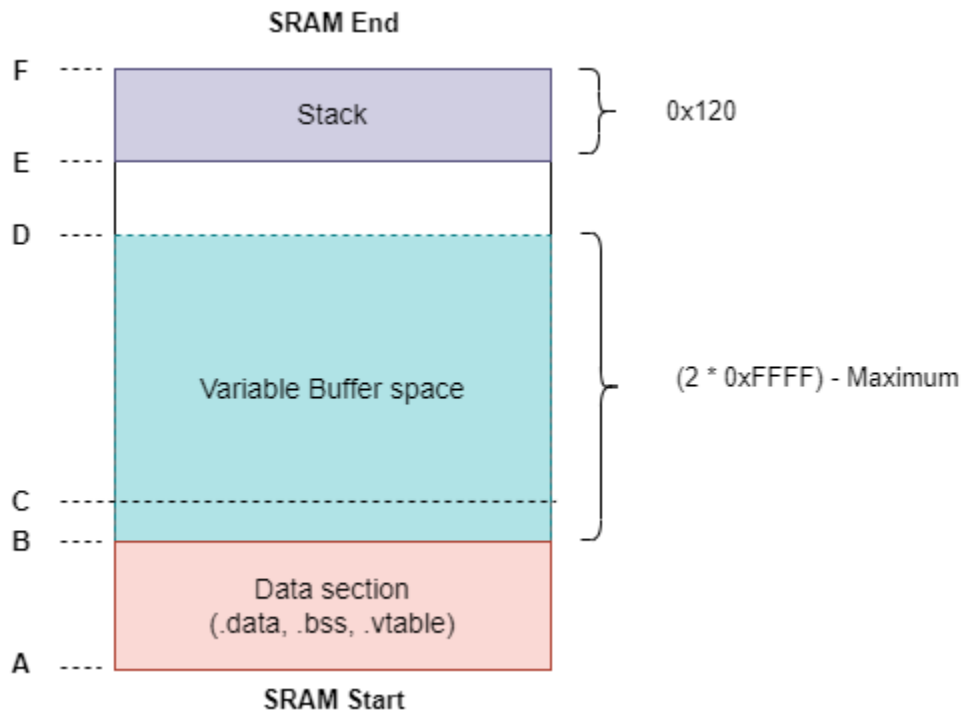 SRAM End
F
Stack
0x120
E
D
Variable Buffer space
(2 * 0xFFFF) - Maximum
C
B
Data section
(.data, .bss, .vtable)
A
SRAM Start